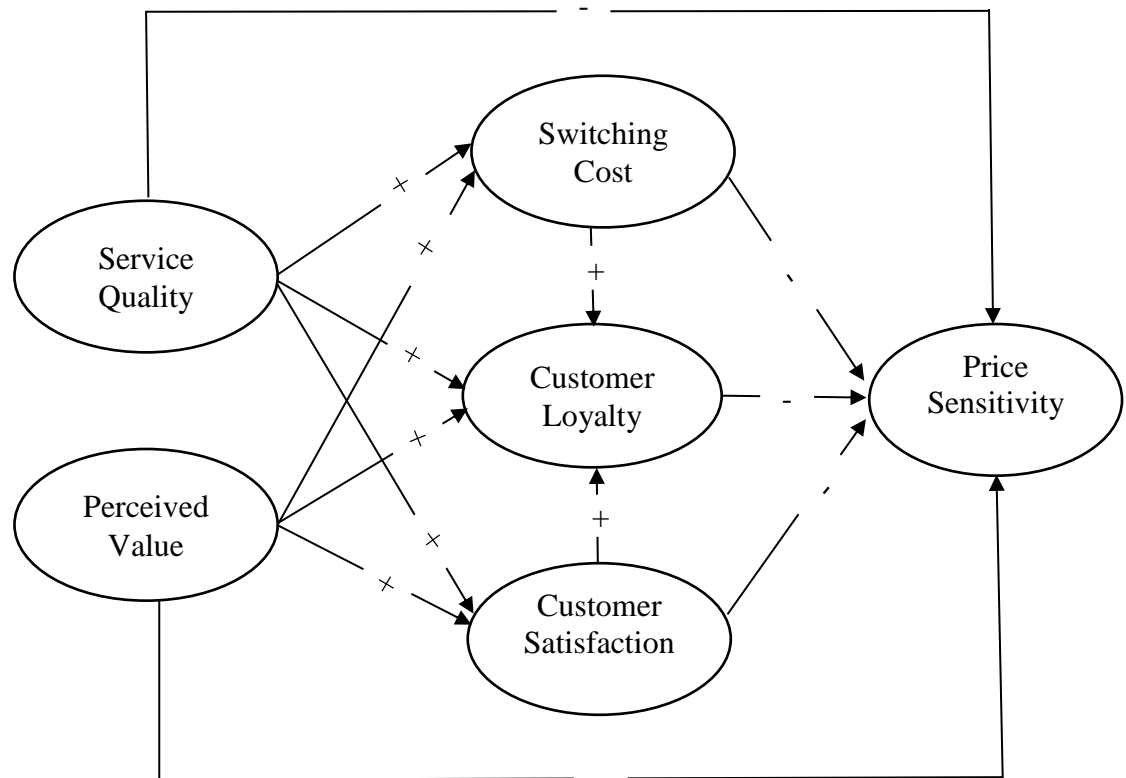 -
Switching
Cost
+
+
Service
Quality
+
-
+
Customer
Loyalty
-
Price
Sensitivity
+
Perceived
Value
+
+
+
-
Customer
Satisfaction